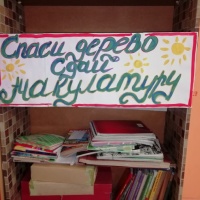 Спаси дерево
сдай
макулатуру